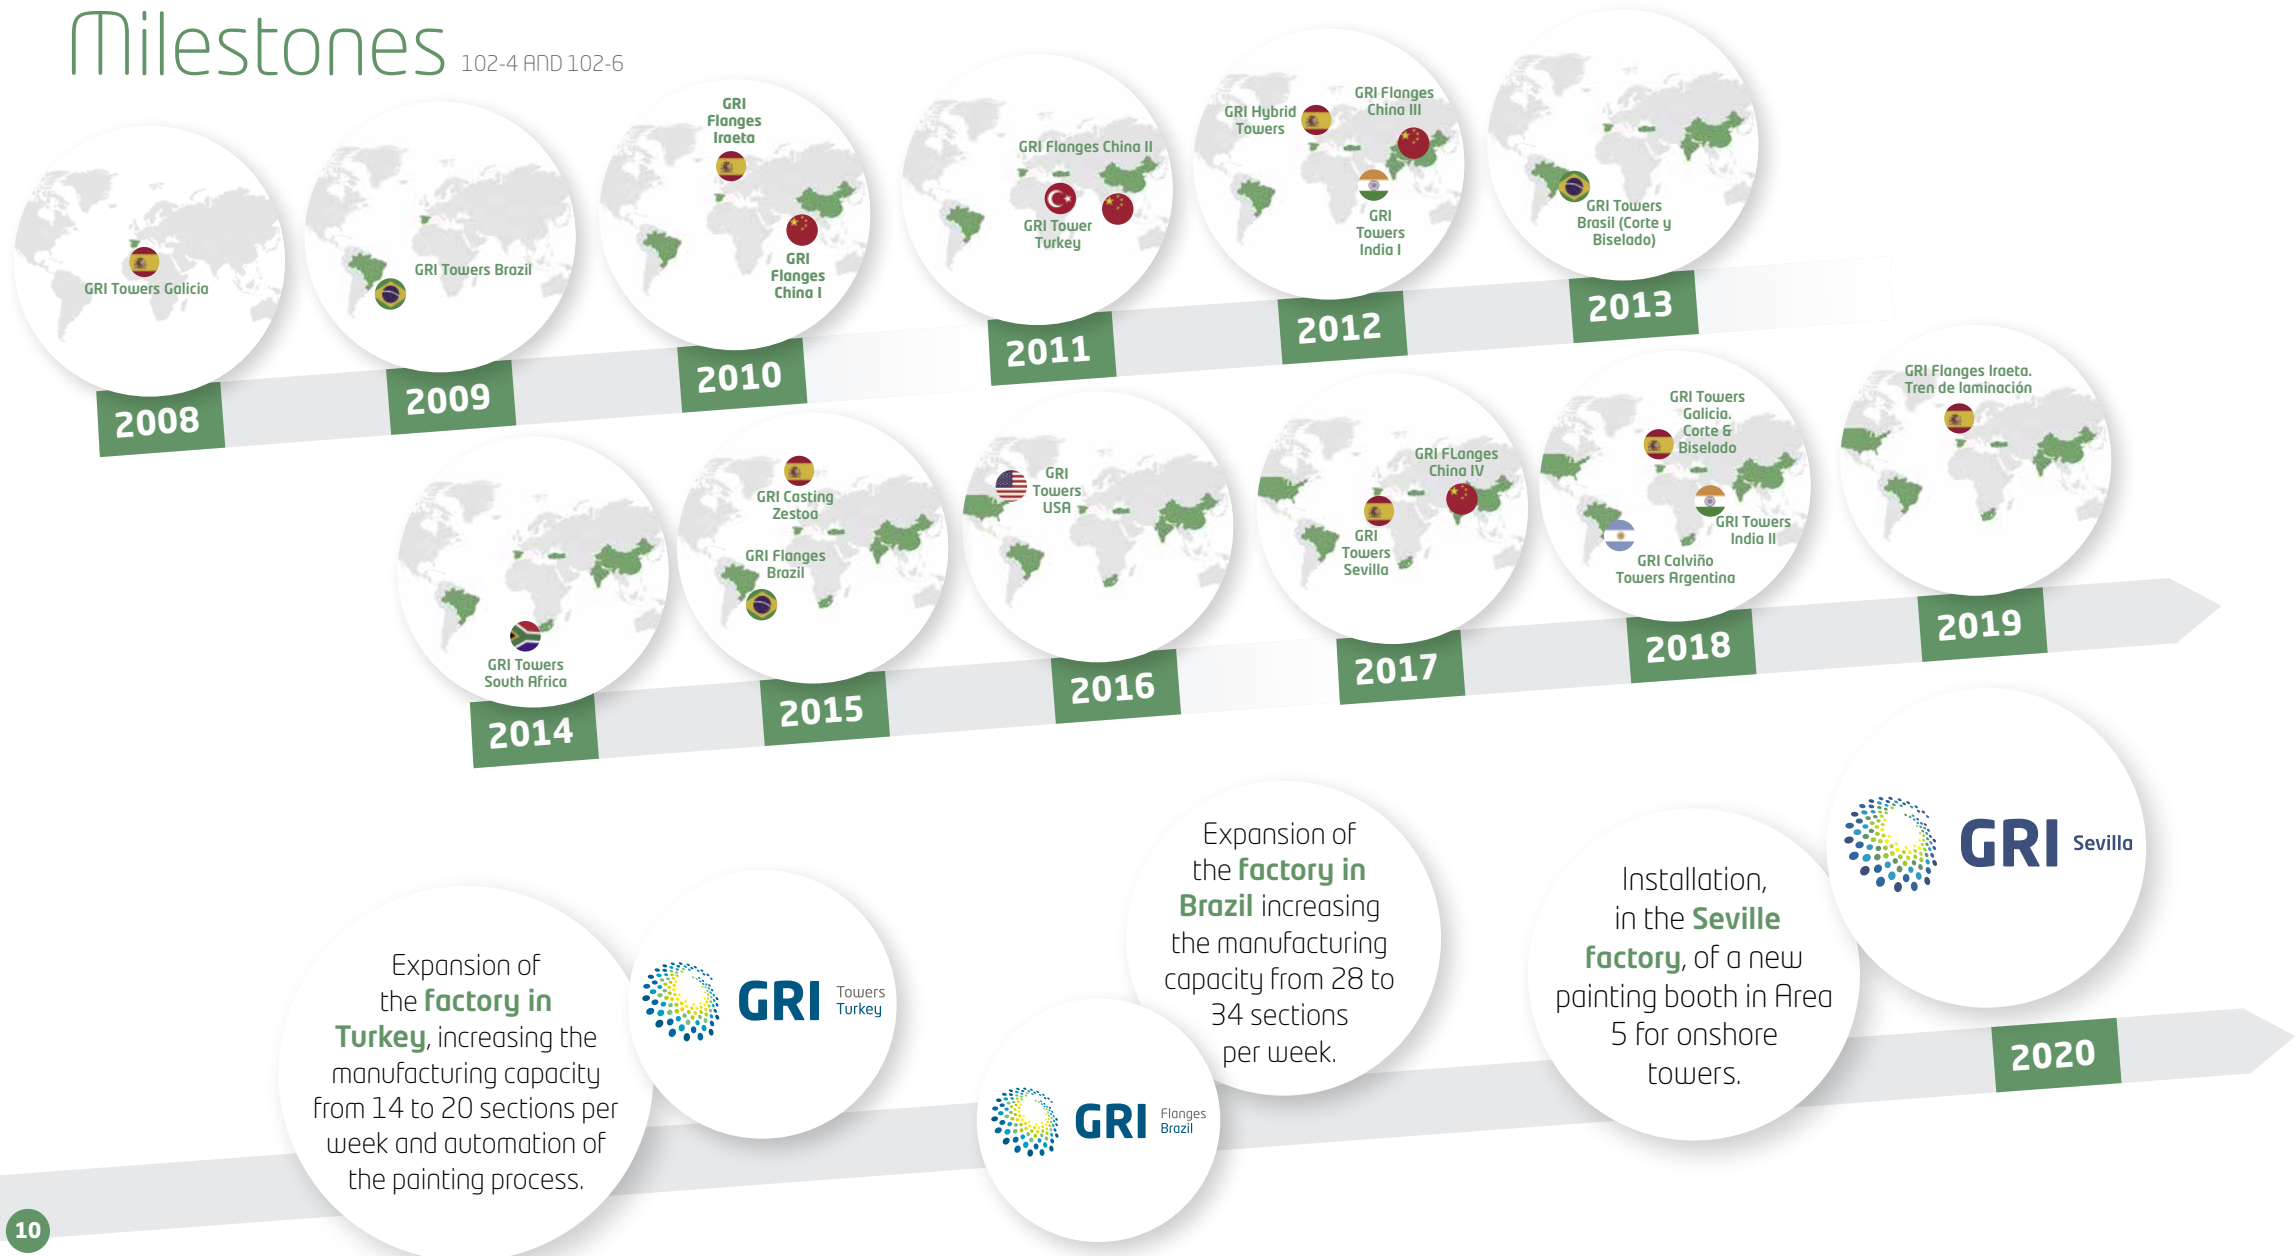 Milestones 102-4 AND 102-6
GRI Towers Galicia
2008
GRI Towers Brazil
2009
GRI
Flanges
Iraeta
GRI
Flanges
China I
2010
GRI Flanges China II
GRI Tower
Turkey
2011
GRI Hybrid
Towers
GRI Flanges
China III
GRI
Towers
India I
2012
GRI Towers
Brasil (Corte y
Biselado)
2013
GRI Towers
South Africa
2014
GRI Casting
Zestoa
GRI Flanges
Brazil
2015
GRI
Towers
USA
2016
GRI FLanges
China IV
GRI
Towers
Sevilla
2017
GRI Towers
Galicia.
Corte &
Biselado
GRI Towers
India II
GRI Calviño
Towers Argentina
2018
GRI Flanges Iraeta.
Tren de laminación
2019
Expansion of
the factory in
Turkey, increasing the
manufacturing capacity
from 14 to 20 sections per
week and automation of
the painting process.
GRI Towers
Turkey
Expansion of
the factory in
Brazil increasing
the manufacturing
capacity from 28 to
34 sections
per week.
GRI Flanges
Brazil
Installation,
in the Seville
factory, of a new
painting booth in Area
5 for onshore
towers.
GRI Sevilla
2020
10